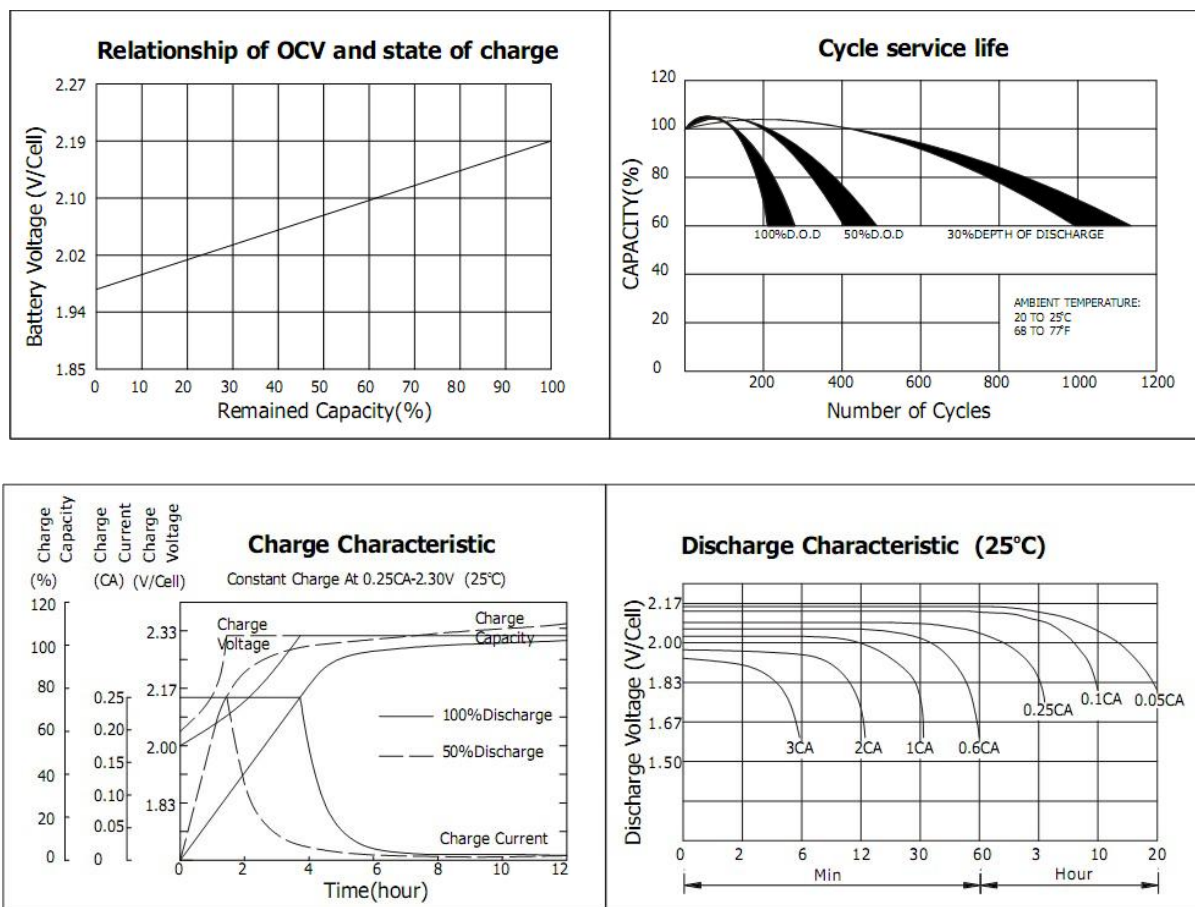 Relationship of OCV and state of charge
Battery Voltage (V/Cell)
2.27
2.19
2.10
2.02
1.94
1.85
0 10 20 30 40 50 60 70 80 90 100
Remained Capacity(%)
Cycle service life
CAPACITY(%)
120
100
80
60
40
20
0
100%D.O.D 50%D.O.D 30%DEPTH OF DISCHARGE
AMBIENT TEMPERATURE:
20 TO 25°C
68 TO 77°F
200 400 600 800 1000 1200
Number of Cycles
Charge Capacity
Charge Current
Charge Voltage
(%) (CA) (V/Cell)
Charge Characteristic
Constant Charge At 0.25CA-2.30V (25℃)
120
100
80
60
40
20
0
0.25
0.20
0.15
0.10
0.05
0
2.33
2.17
2.00
1.83
Charge
Voltage
Charge
Capacity
100%Discharge
50%Discharge
Charge Current
0 2 4 6 8 10 12
Time(hour)
Discharge Characteristic (25°C)
Discharge Voltage (V/Cell)
2.17
2.00
1.83
1.67
1.50
3CA 2CA 1CA 0.6CA 0.25CA 0.1CA 0.05CA
0 2 6 12 30 60 3 10 20
Min Hour